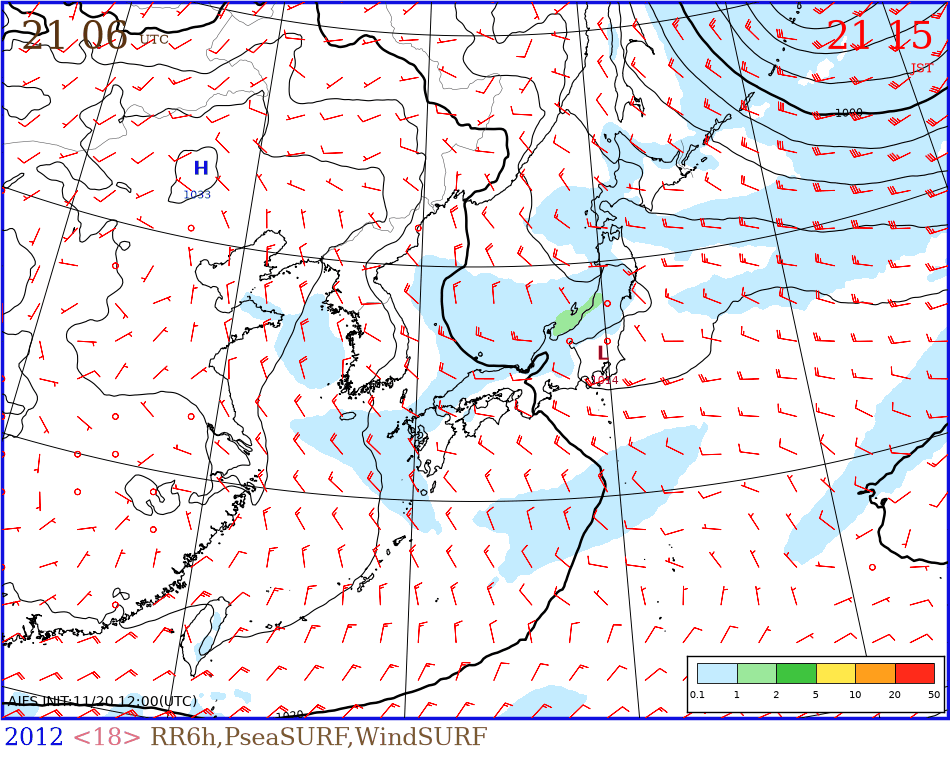 21 06 UTC
21 15
JST
1000
H
1033
L
1014
0.1 1 2 5 10 20 50
AIFS INIT:11/20 12:00(UTC)
1020
2012 <18> RR6h,PseaSURF,WindSURF